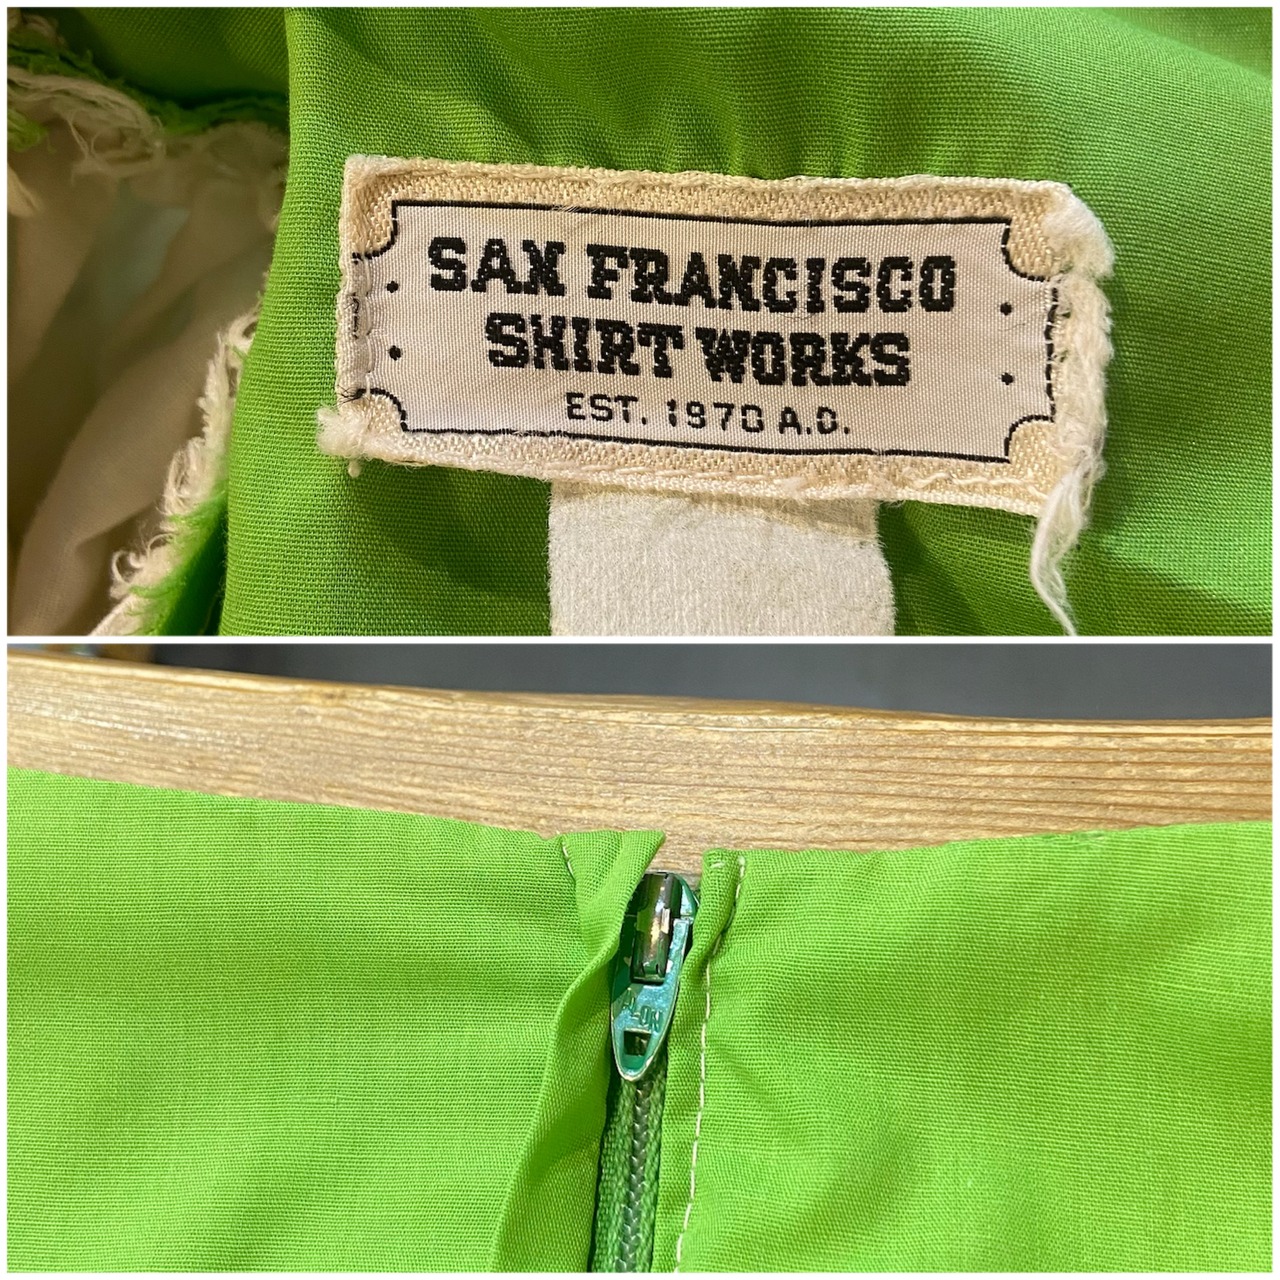 SAN FRANCISCO
SHIRT WORKS
EST. 1970 A.D.